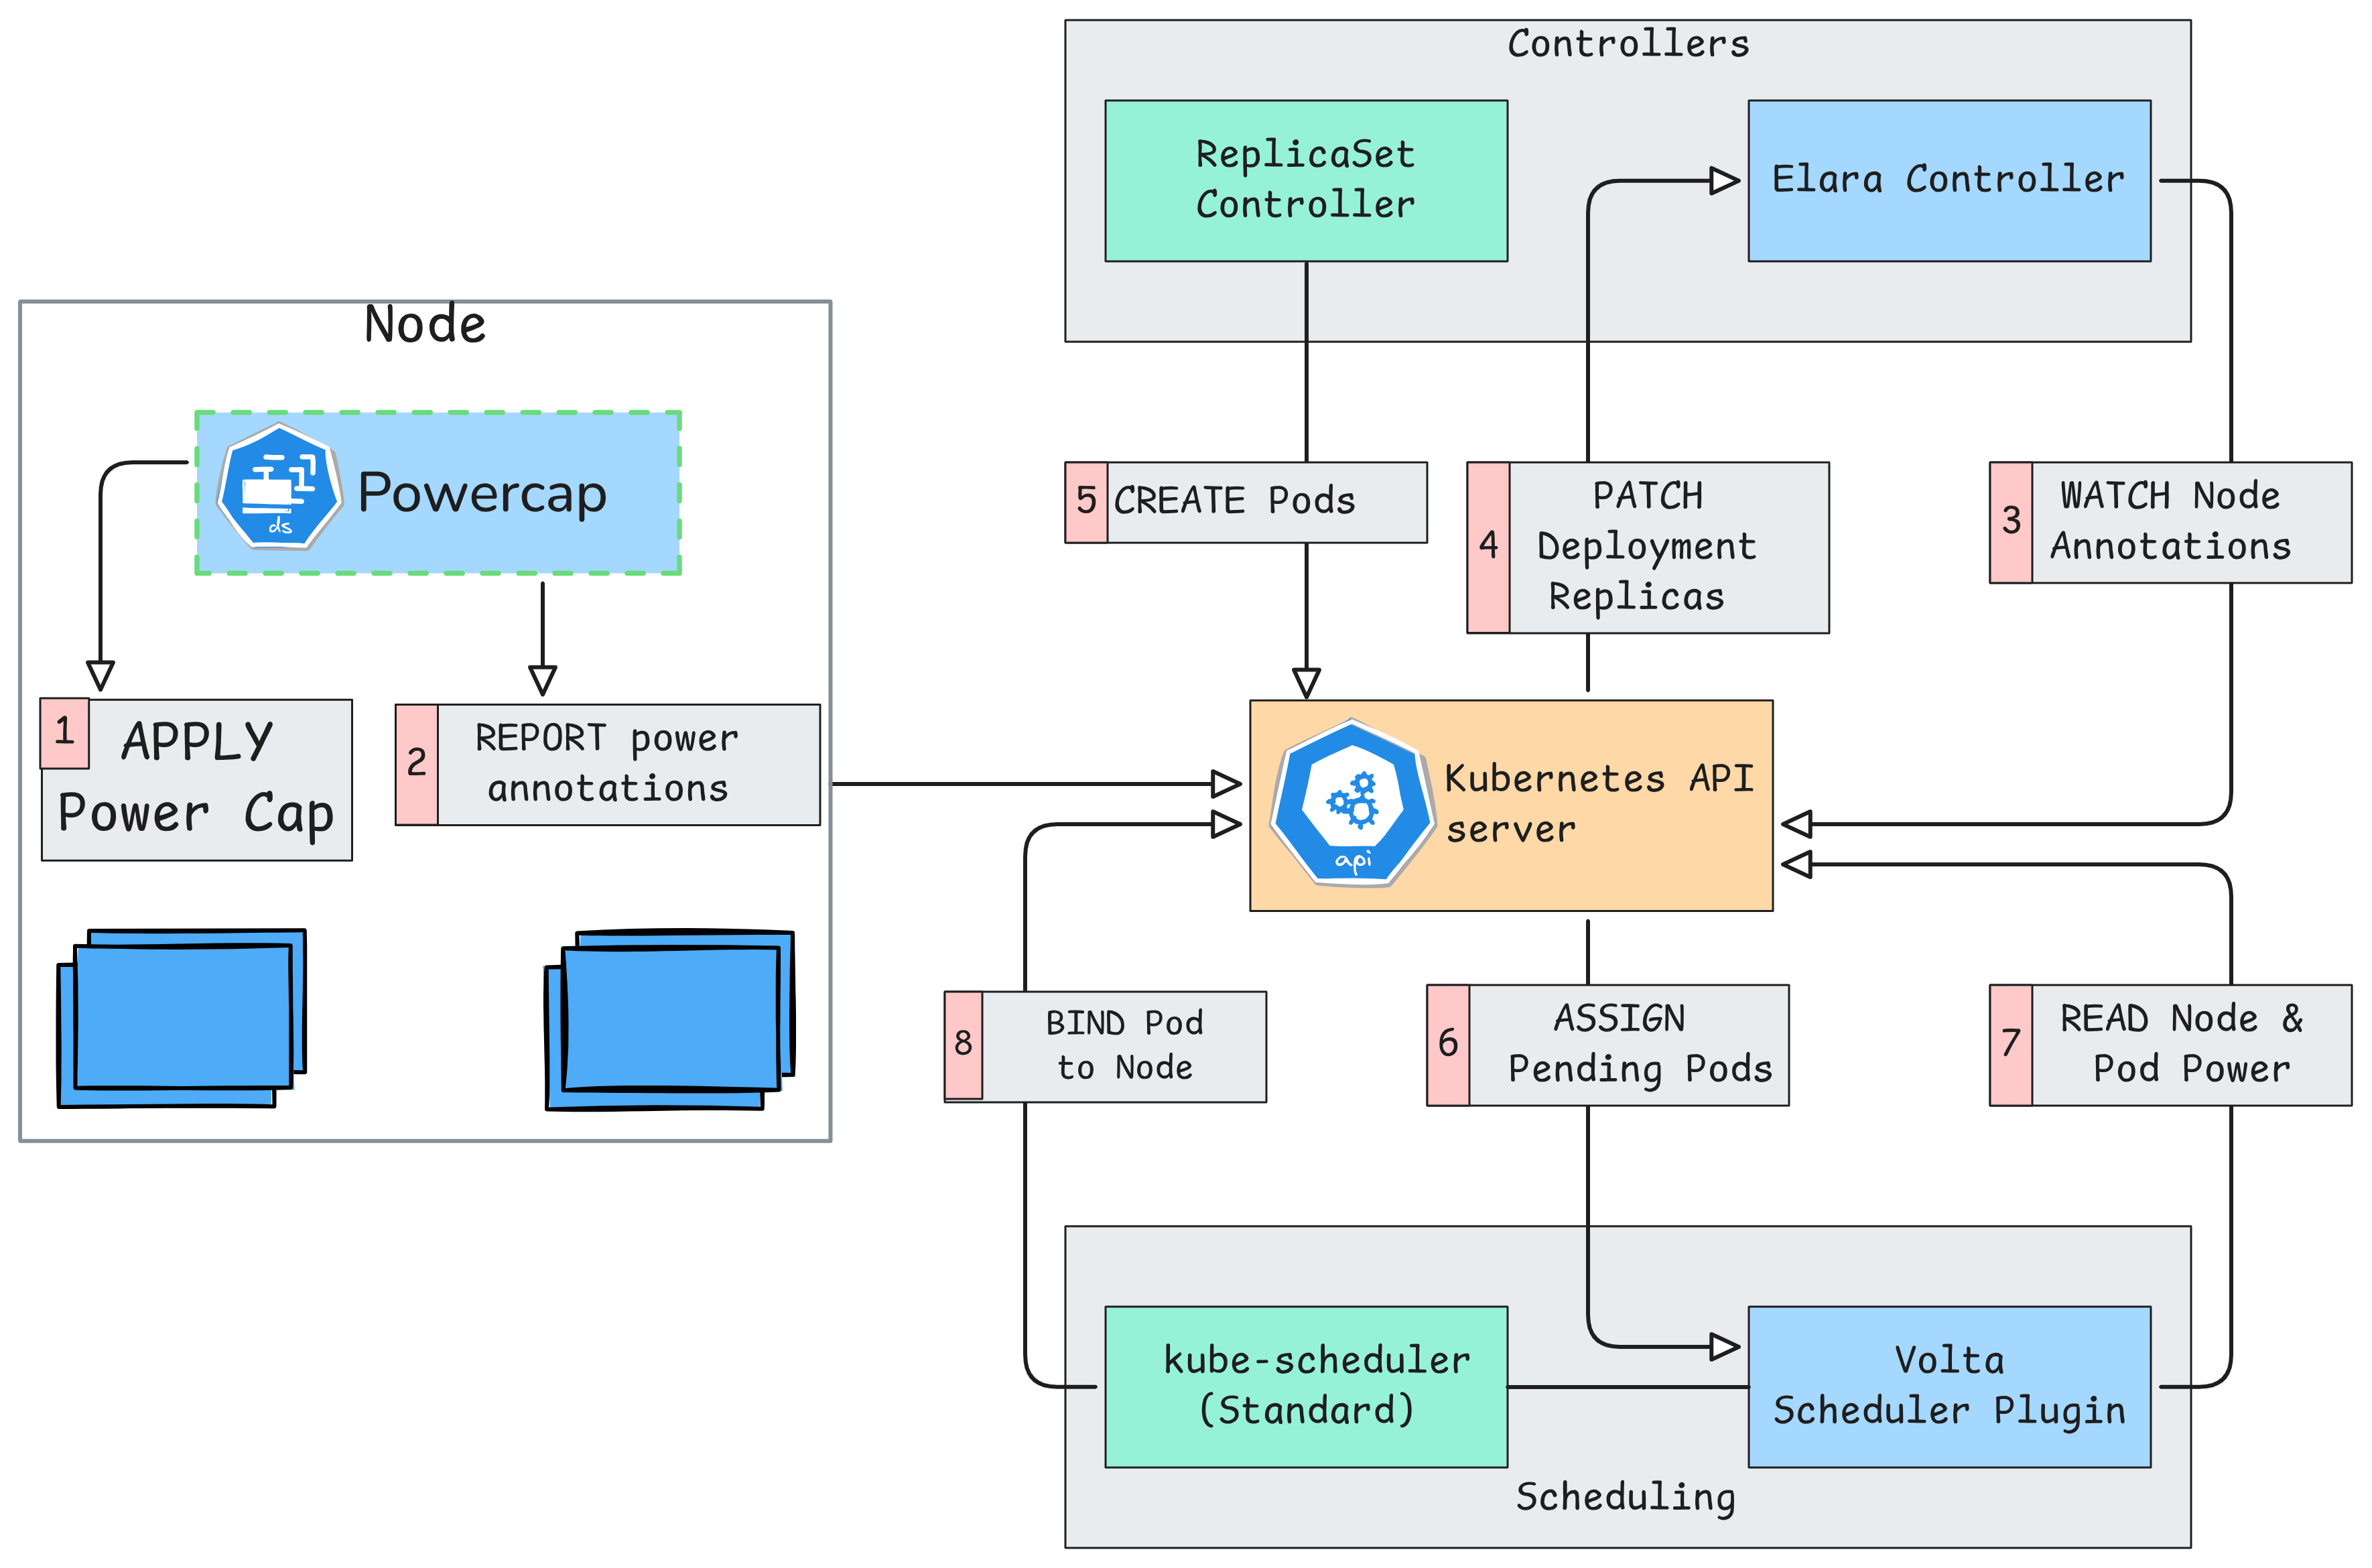 Controllers
ReplicaSet
Controller
Elara Controller
Node
ds
Powercap
5
CREATE Pods
4
PATCH
Deployment
Replicas
3
WATCH Node
Annotations
1
APPLY
Power Cap
2
REPORT power
annotations
api
Kubernetes API
server
8
BIND Pod
to Node
6
ASSIGN
Pending Pods
7
READ Node &
Pod Power
kube-scheduler
(Standard)
Volta
Scheduler Plugin
Scheduling